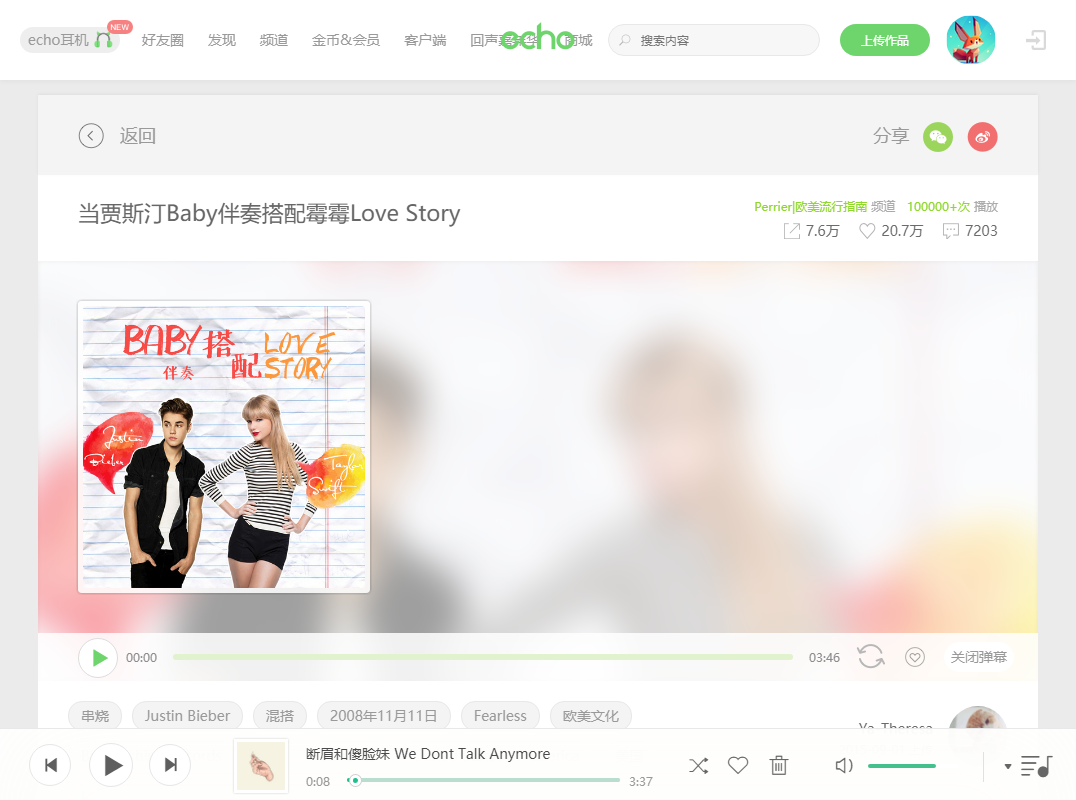 echo耳机 NEW 好友圈 发现 频道 金币&会员 客户端 回声嘉年华 商城 echo 搜索内容 上传作品
返回 分享
当贾斯汀Baby伴奏搭配霉霉Love Story
Perrier|欧美流行指南 频道 100000+次 播放
7.6万 20.7万 7203
BABY搭配LOVE STORY
伴奏
Justin Bieber
Taylor Swift
00:00 03:46 关闭弹幕
串烧 Justin Bieber 混搭 2008年11月11日 Fearless 欧美文化
Ya_Theresa
断眉和傻脸妹 We Dont Talk Anymore
0:08 3:37